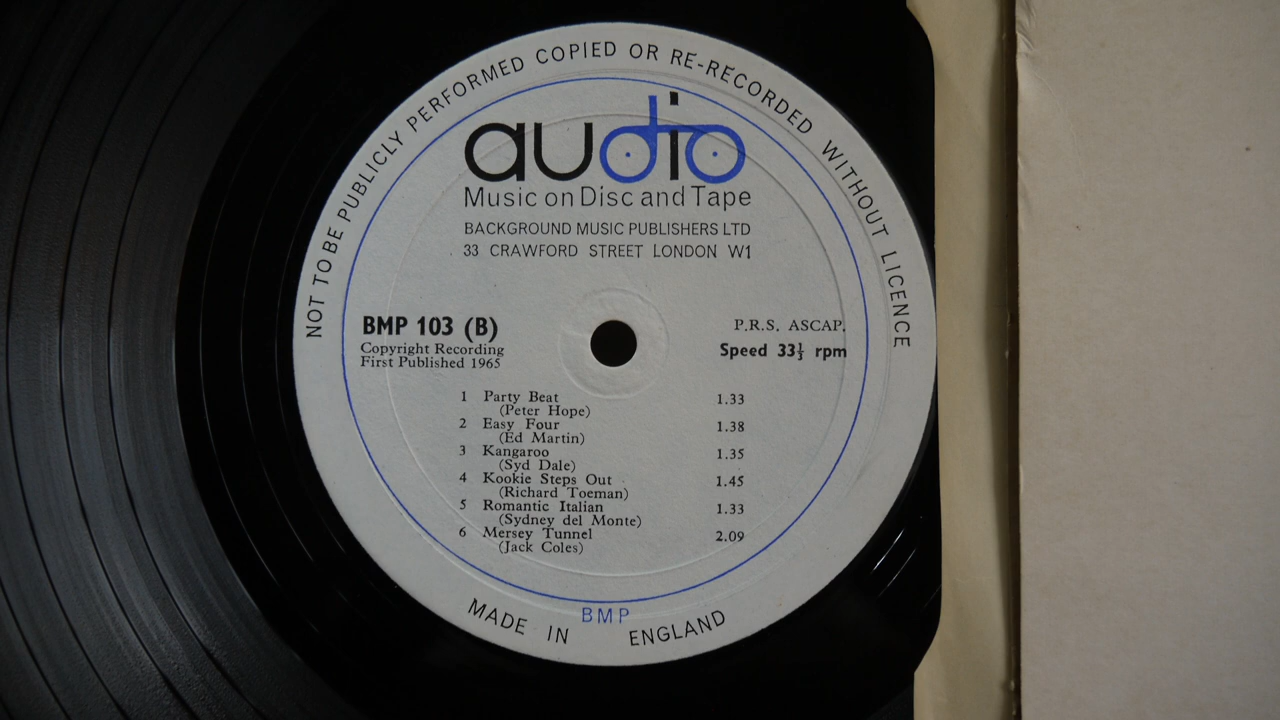 NOT TO BE PUBLICLY PERFORMED COPIED OR RE-RECORDED WITHOUT LICENCE
audio
Music on Disc and Tape
BACKGROUND MUSIC PUBLISHERS LTD
33 CRAWFORD STREET LONDON W1
BMP 103 (B)
Copyright Recording
First Published 1965
P.R.S. ASCAP.
Speed 33⅓ rpm
1 Party Beat 1.33
(Peter Hope)
2 Easy Four 1.38
(Ed Martin)
3 Kangaroo 1.35
(Syd Dale)
4 Kookie Steps Out 1.45
(Richard Toeman)
5 Romantic Italian 1.33
(Sydney del Monte)
6 Mersey Tunnel 2.09
(Jack Coles)
BMP
MADE IN ENGLAND